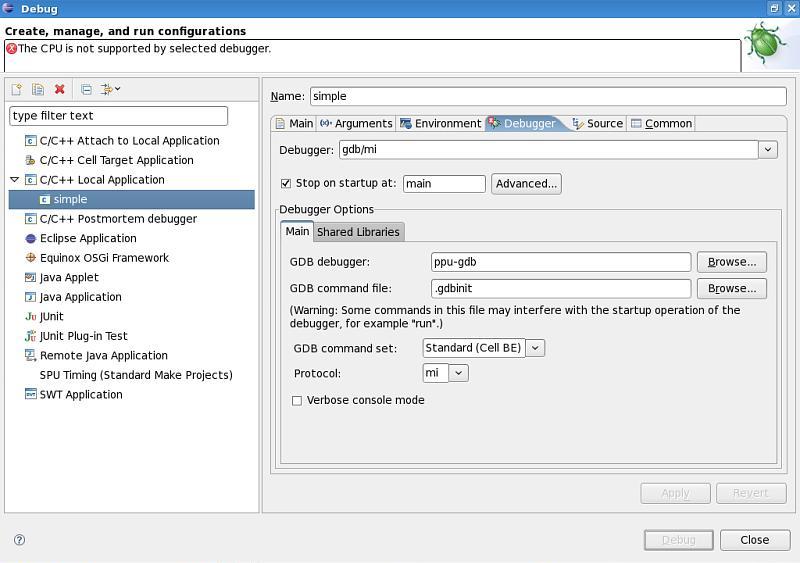 Debug
Create, manage, and run configurations
The CPU is not supported by selected debugger.
type filter text
C/C++ Attach to Local Application
C/C++ Cell Target Application
C/C++ Local Application
simple
C/C++ Postmortem debugger
Eclipse Application
Equinox OSGi Framework
Java Applet
Java Application
JUnit
JUnit Plug-in Test
Remote Java Application
SPU Timing (Standard Make Projects)
SWT Application
Name: simple
Main Arguments Environment Debugger Source Common
Debugger: gdb/mi
Stop on startup at: main Advanced...
Debugger Options
Main Shared Libraries
GDB debugger: ppu-gdb Browse...
GDB command file: .gdbinit Browse...
(Warning: Some commands in this file may interfere with the startup operation of the
debugger, for example "run".)
GDB command set: Standard (Cell BE)
Protocol: mi
Verbose console mode
Apply Revert
Debug Close